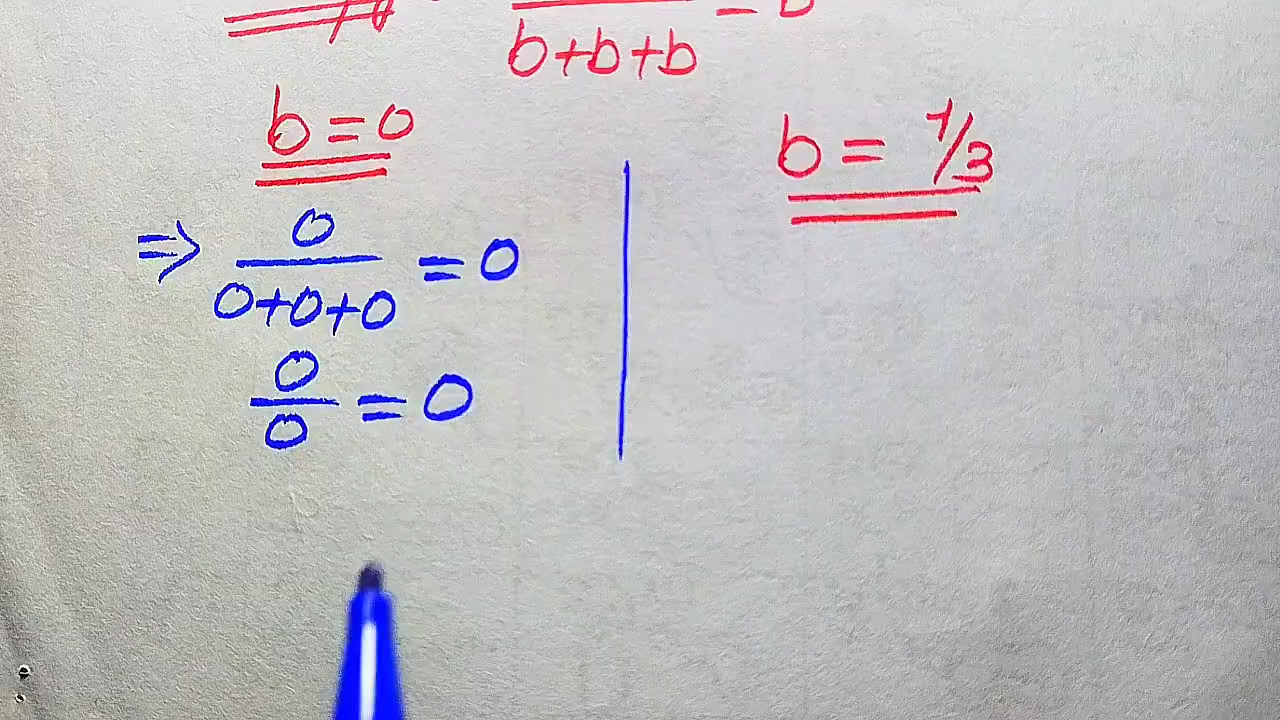 b+b+b
b = 0
⇒ 0/(0+0+0) = 0
0/0 = 0
b = 1/3